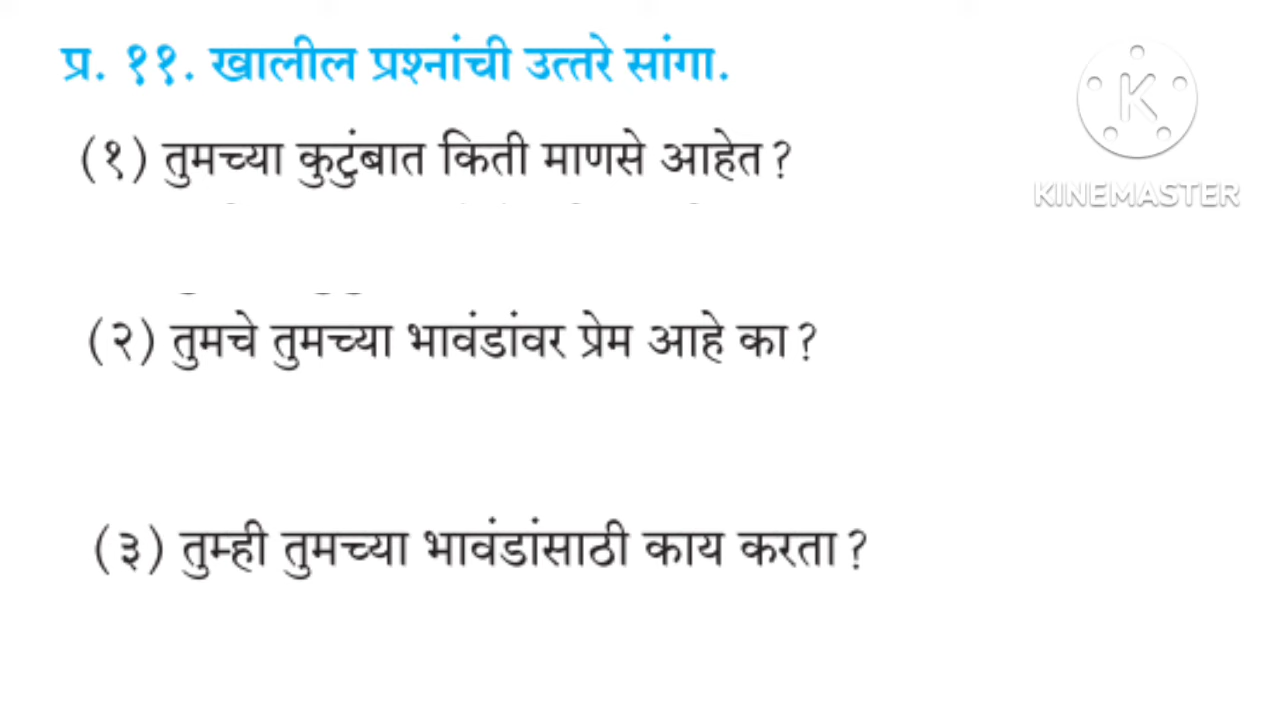 प्र. ११. खालील प्रश्नांची उत्तरे सांगा.
(१) तुमच्या कुटुंबात किती माणसे आहेत?
(२) तुमचे तुमच्या भावंडांवर प्रेम आहे का?
(३) तुम्ही तुमच्या भावंडांसाठी काय करता?
K
KINEMASTER